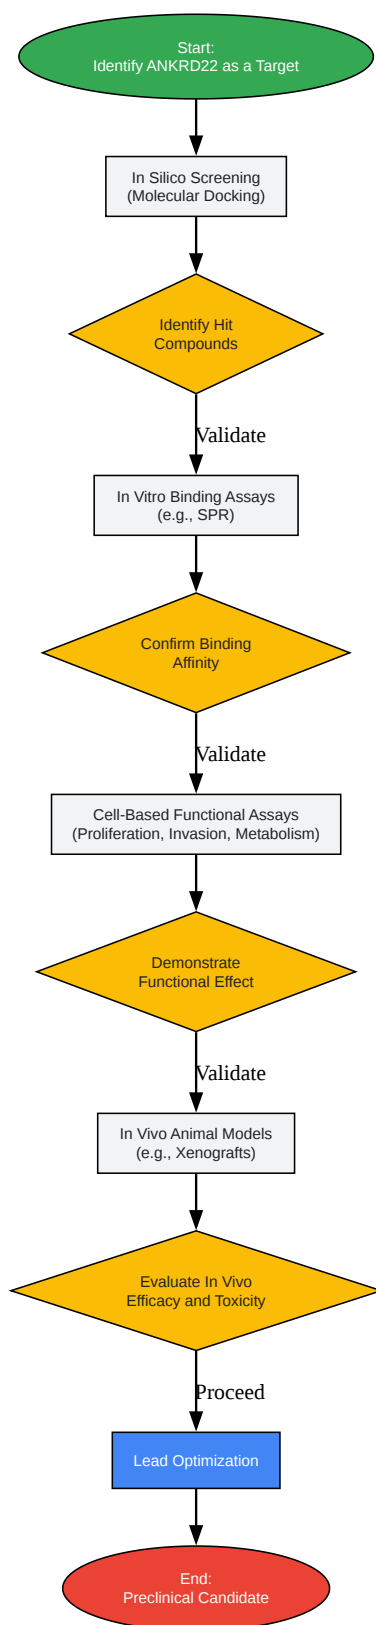 Start:
Identify ANKRD22 as a Target
In Silico Screening
(Molecular Docking)
Identify Hit
Compounds
Validate
In Vitro Binding Assays
(e.g., SPR)
Confirm Binding
Affinity
Validate
Cell-Based Functional Assays
(Proliferation, Invasion, Metabolism)
Demonstrate
Functional Effect
Validate
In Vivo Animal Models
(e.g., Xenografts)
Evaluate In Vivo
Efficacy and Toxicity
Proceed
Lead Optimization
End:
Preclinical Candidate